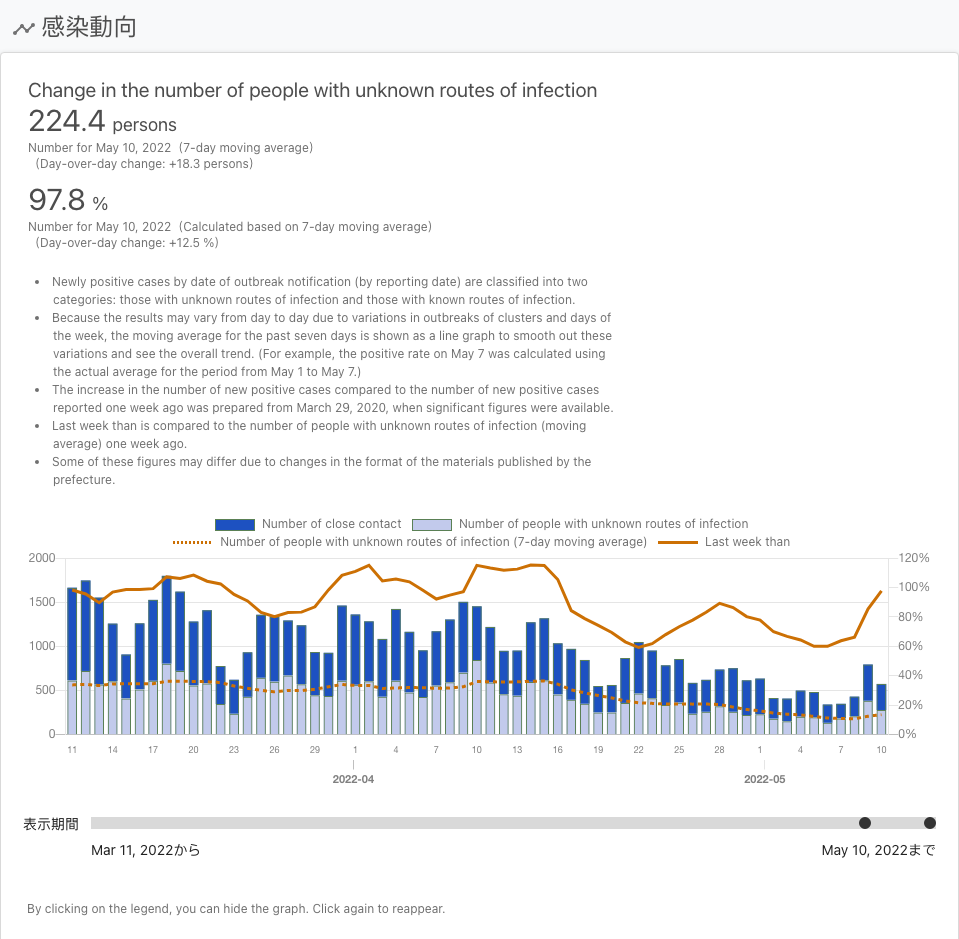 感染動向
Change in the number of people with unknown routes of infection
224.4 persons
Number for May 10, 2022 (7-day moving average)
(Day-over-day change: +18.3 persons)
97.8 %
Number for May 10, 2022 (Calculated based on 7-day moving average)
(Day-over-day change: +12.5 %)
• Newly positive cases by date of outbreak notification (by reporting date) are classified into two
categories: those with unknown routes of infection and those with known routes of infection.
• Because the results may vary from day to day due to variations in outbreaks of clusters and days of
the week, the moving average for the past seven days is shown as a line graph to smooth out these
variations and see the overall trend. (For example, the positive rate on May 7 was calculated using
the actual average for the period from May 1 to May 7.)
• The increase in the number of new positive cases compared to the number of new positive cases
reported one week ago was prepared from March 29, 2020, when significant figures were available.
• Last week than is compared to the number of people with unknown routes of infection (moving
average) one week ago.
• Some of these figures may differ due to changes in the format of the materials published by the
prefecture.
Number of close contact Number of people with unknown routes of infection
Number of people with unknown routes of infection (7-day moving average) Last week than
2000 120%
100%
1500
80%
1000
60%
40%
500
20%
0 0%
11 14 17 20 23 26 29 1 4 7 10 13 16 19 22 25 28 1 4 7 10
2022-04 2022-05
表示期間
Mar 11, 2022から May 10, 2022まで
By clicking on the legend, you can hide the graph. Click again to reappear.